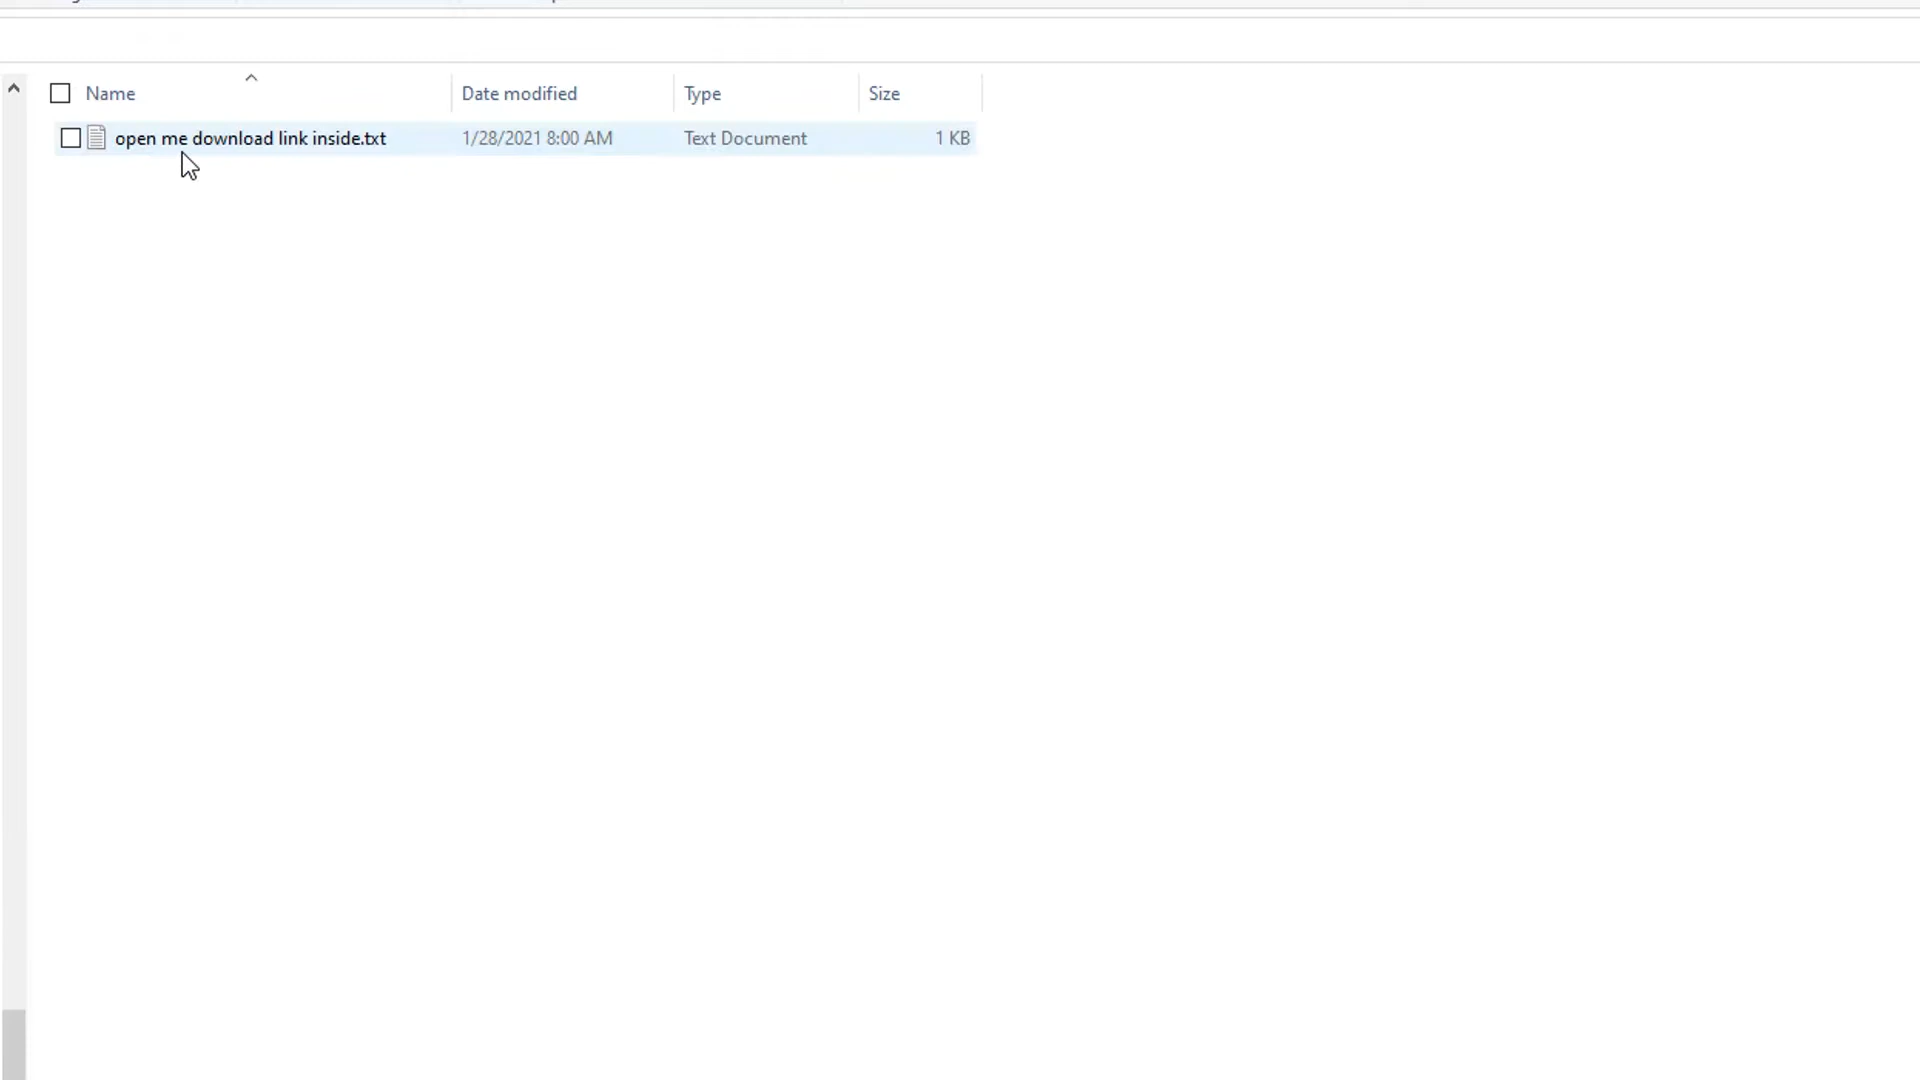 Name Date modified Type Size
open me download link inside.txt 1/28/2021 8:00 AM Text Document 1 KB